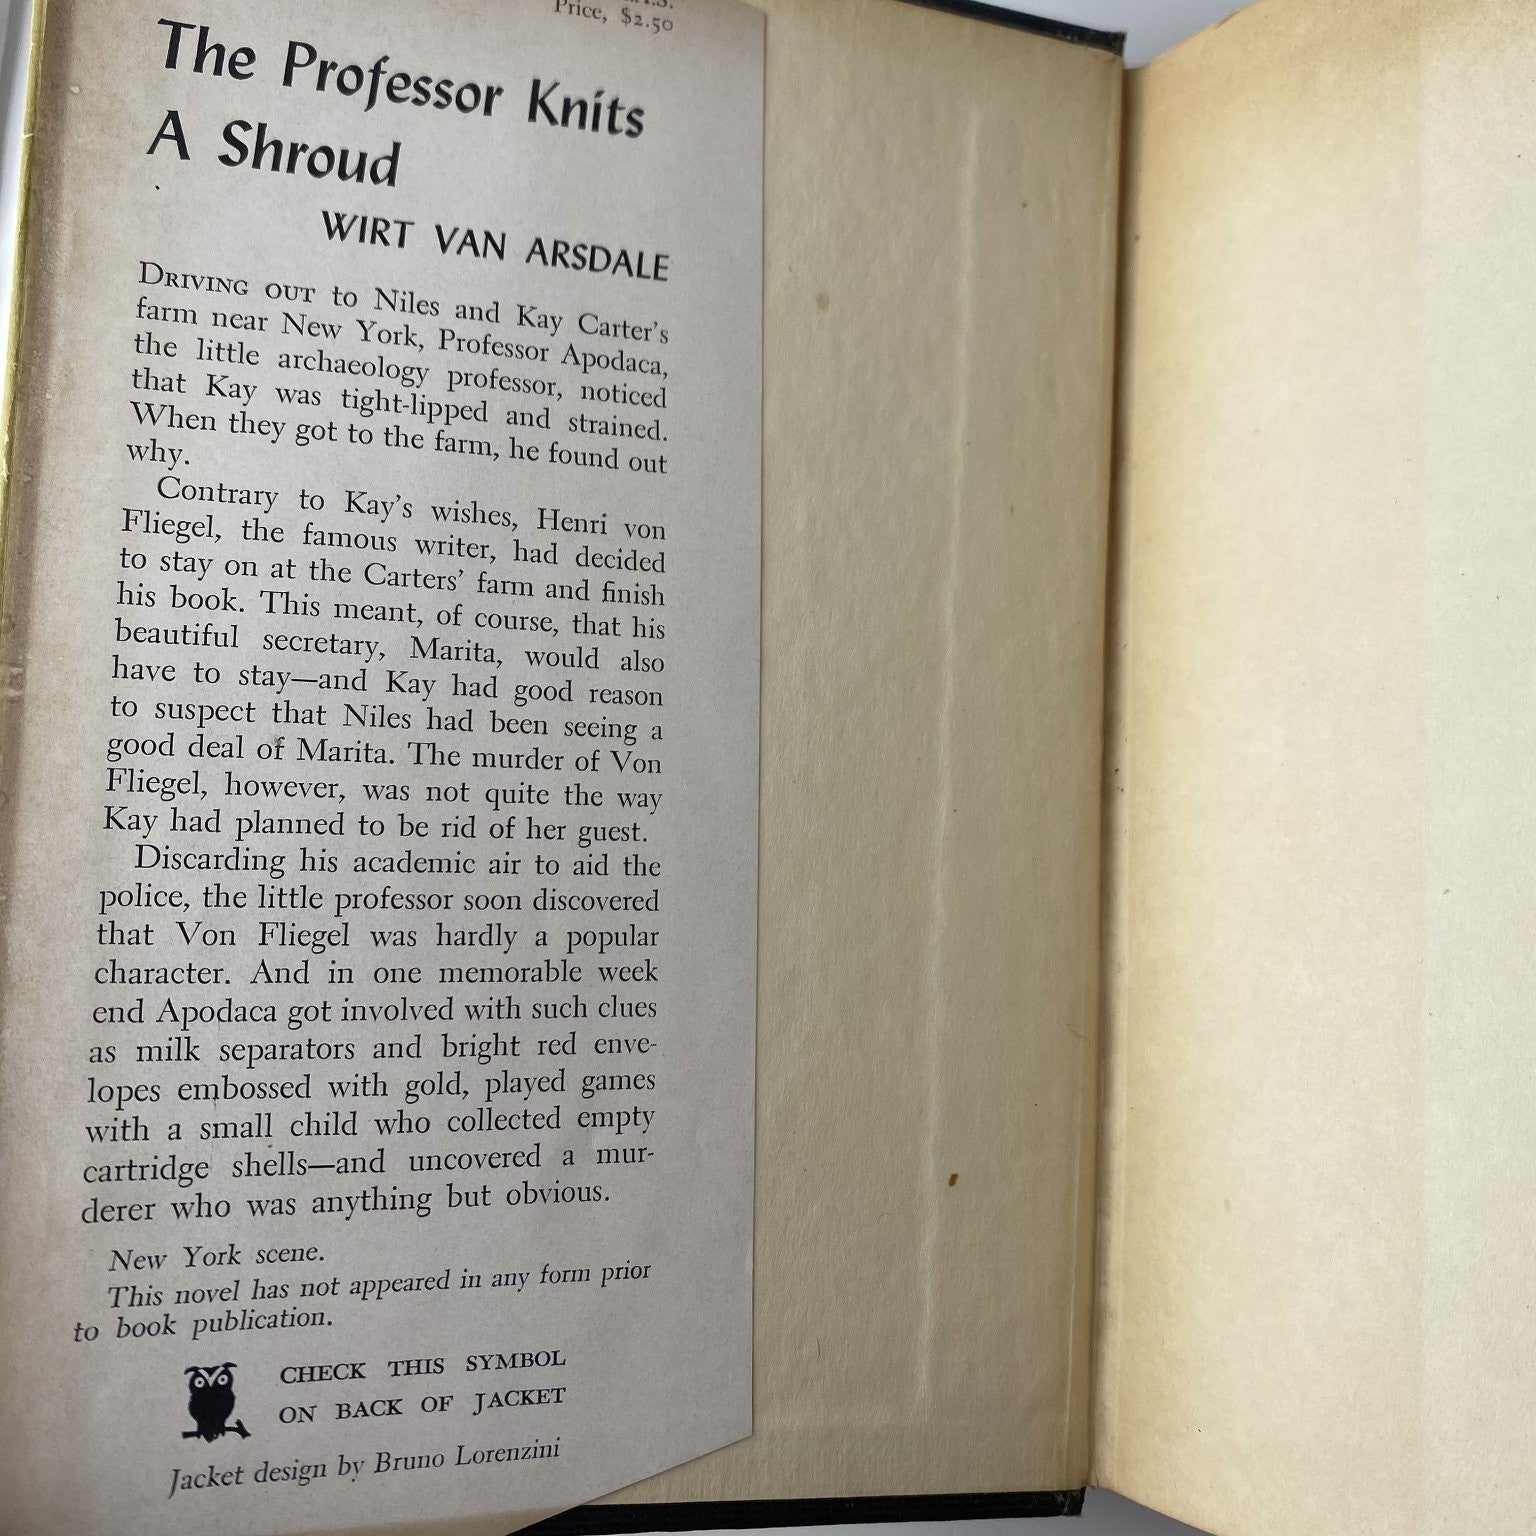 Price, $2.50
The Professor Knits
A Shroud
WIRT VAN ARSDALE
DRIVING OUT to Niles and Kay Carter's
farm near New York, Professor Apodaca,
the little archaeology professor, noticed
that Kay was tight-lipped and strained.
When they got to the farm, he found out
why.
Contrary to Kay's wishes, Henri von
Fliegel, the famous writer, had decided
to stay on at the Carters' farm and finish
his book. This meant, of course, that his
beautiful secretary, Marita, would also
have to stay—and Kay had good reason
to suspect that Niles had been seeing a
good deal of Marita. The murder of Von
Fliegel, however, was not quite the way
Kay had planned to be rid of her guest.
Discarding his academic air to aid the
police, the little professor soon discovered
that Von Fliegel was hardly a popular
character. And in one memorable week
end Apodaca got involved with such clues
as milk separators and bright red enve-
lopes embossed with gold, played games
with a small child who collected empty
cartridge shells—and uncovered a mur-
derer who was anything but obvious.
New York scene.
This novel has not appeared in any form prior
to book publication.
CHECK THIS SYMBOL
ON BACK OF JACKET
Jacket design by Bruno Lorenzini